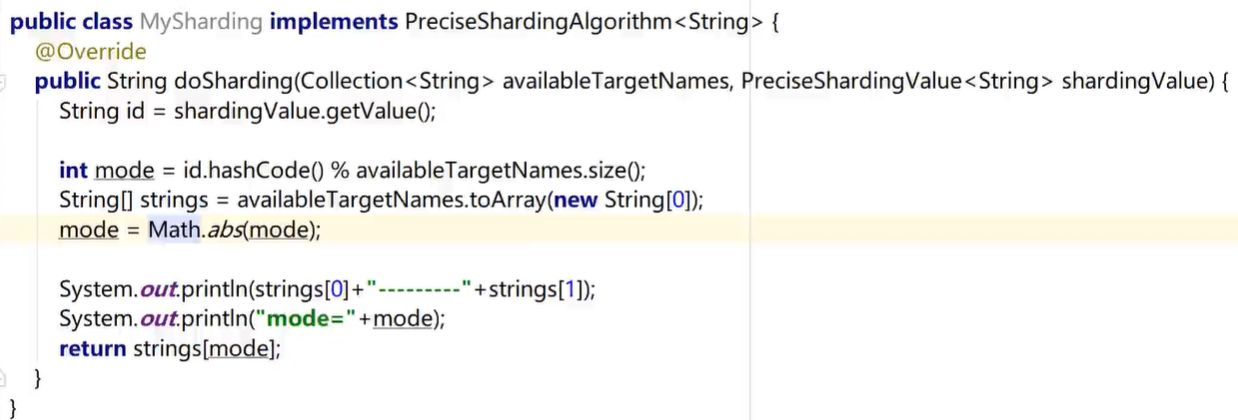 public class MySharding implements PreciseShardingAlgorithm<String> {
@Override
public String doSharding(Collection<String> availableTargetNames, PreciseShardingValue<String> shardingValue) {
String id = shardingValue.getValue();
int mode = id.hashCode() % availableTargetNames.size();
String[] strings = availableTargetNames.toArray(new String[0]);
mode = Math.abs(mode);
System.out.println(strings[0]+"---------"+strings[1]);
System.out.println("mode="+mode);
return strings[mode];
}
}